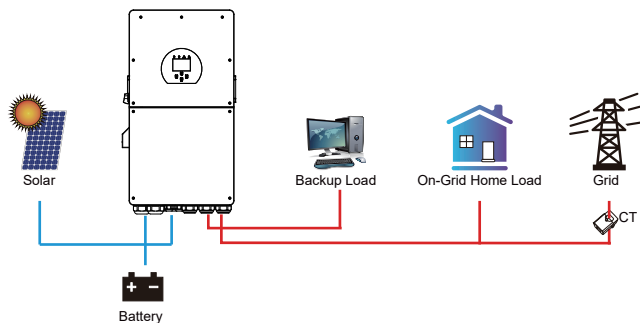 Solar
Backup Load
On-Grid Home Load
Grid
CT
Battery